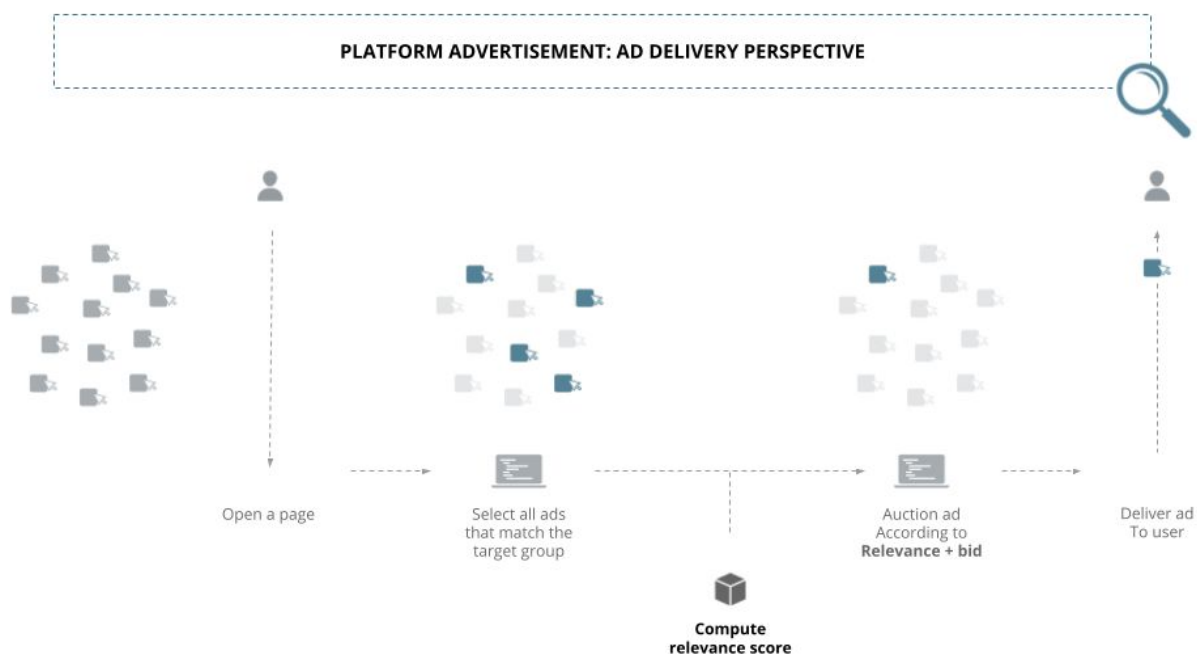 PLATFORM ADVERTISEMENT: AD DELIVERY PERSPECTIVE
Open a page
Select all ads
that match the
target group
Compute
relevance score
Auction ad
According to
Relevance + bid
Deliver ad
To user